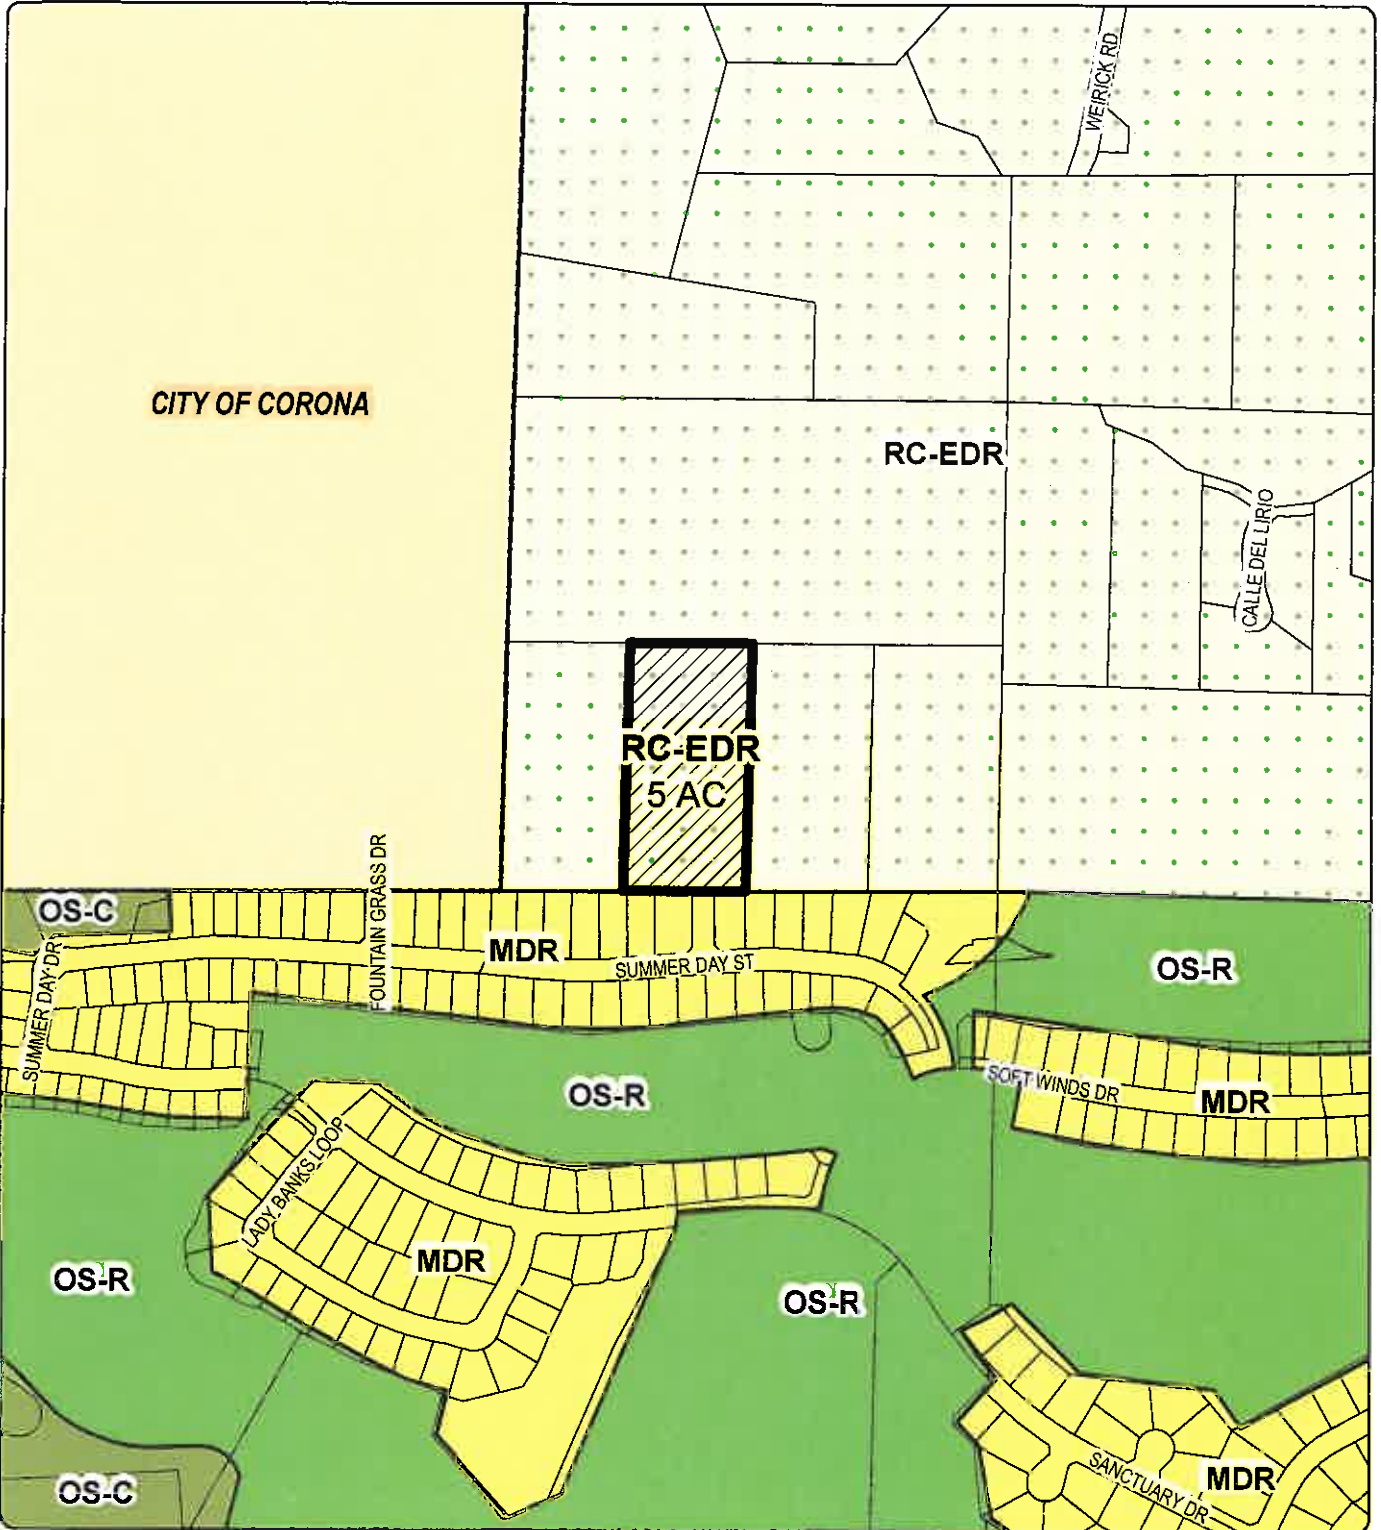 WEIRICK RD
CITY OF CORONA
RC-EDR
CALLE DEL LIRIO
RC-EDR
5 AC
FOUNTAIN GRASS DR
OS-C
MDR
SUMMER DAY ST
OS-R
SUMMER DAY DR
SOFT WINDS DR
MDR
OS-R
LADY BANKS LOOP
MDR
OS-R
OS-R
SANCTUARY DR
MDR
OS-C